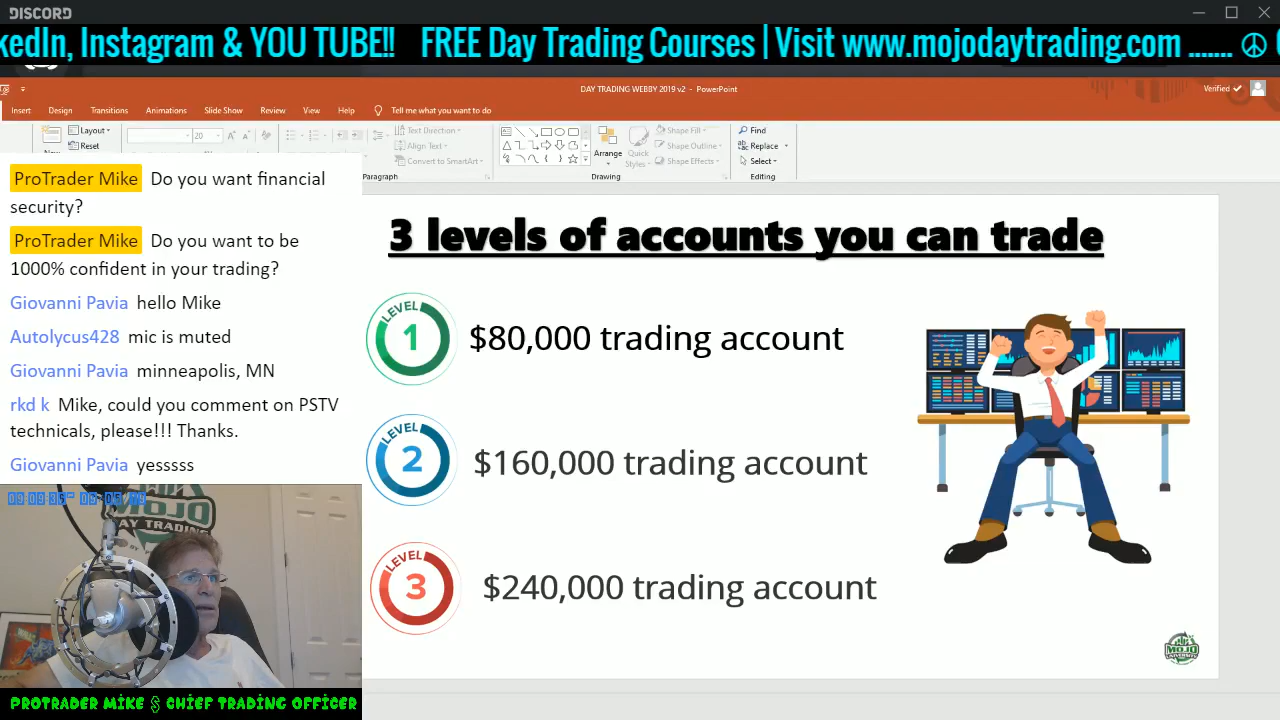 DISCORD
kedIn, Instagram & YOU TUBE!! FREE Day Trading Courses | Visit www.mojodaytrading.com .......
DAY TRADING WEBBY 2019 v2 - PowerPoint
Verified
Insert Design Transitions Animations Slide Show Review View Help Tell me what you want to do
Layout
Reset
20
Text Direction
Align Text
Convert to SmartArt
Paragraph
Arrange
Quick
Styles
Shape Fill
Shape Outline
Shape Effects
Drawing
Find
Replace
Select
Editing
ProTrader Mike Do you want financial
security?
ProTrader Mike Do you want to be
1000% confident in your trading?
Giovanni Pavia hello Mike
Autolycus428 mic is muted
Giovanni Pavia minneapolis, MN
rkd k Mike, could you comment on PSTV
technicals, please!!! Thanks.
Giovanni Pavia yesssss
3 levels of accounts you can trade
LEVEL
1
$80,000 trading account
LEVEL
2
$160,000 trading account
LEVEL
3
$240,000 trading account
MOJO
UNIVERSITY
MOJO
DAY TRADING
PROTRADER MIKE $ CHIEF TRADING OFFICER